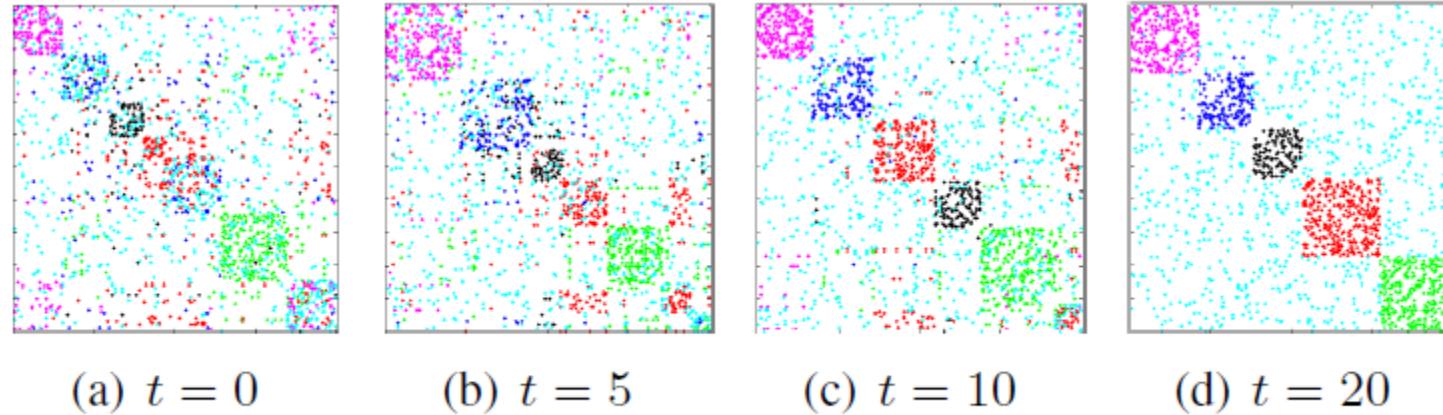 (a) t = 0 (b) t = 5 (c) t = 10 (d) t = 20